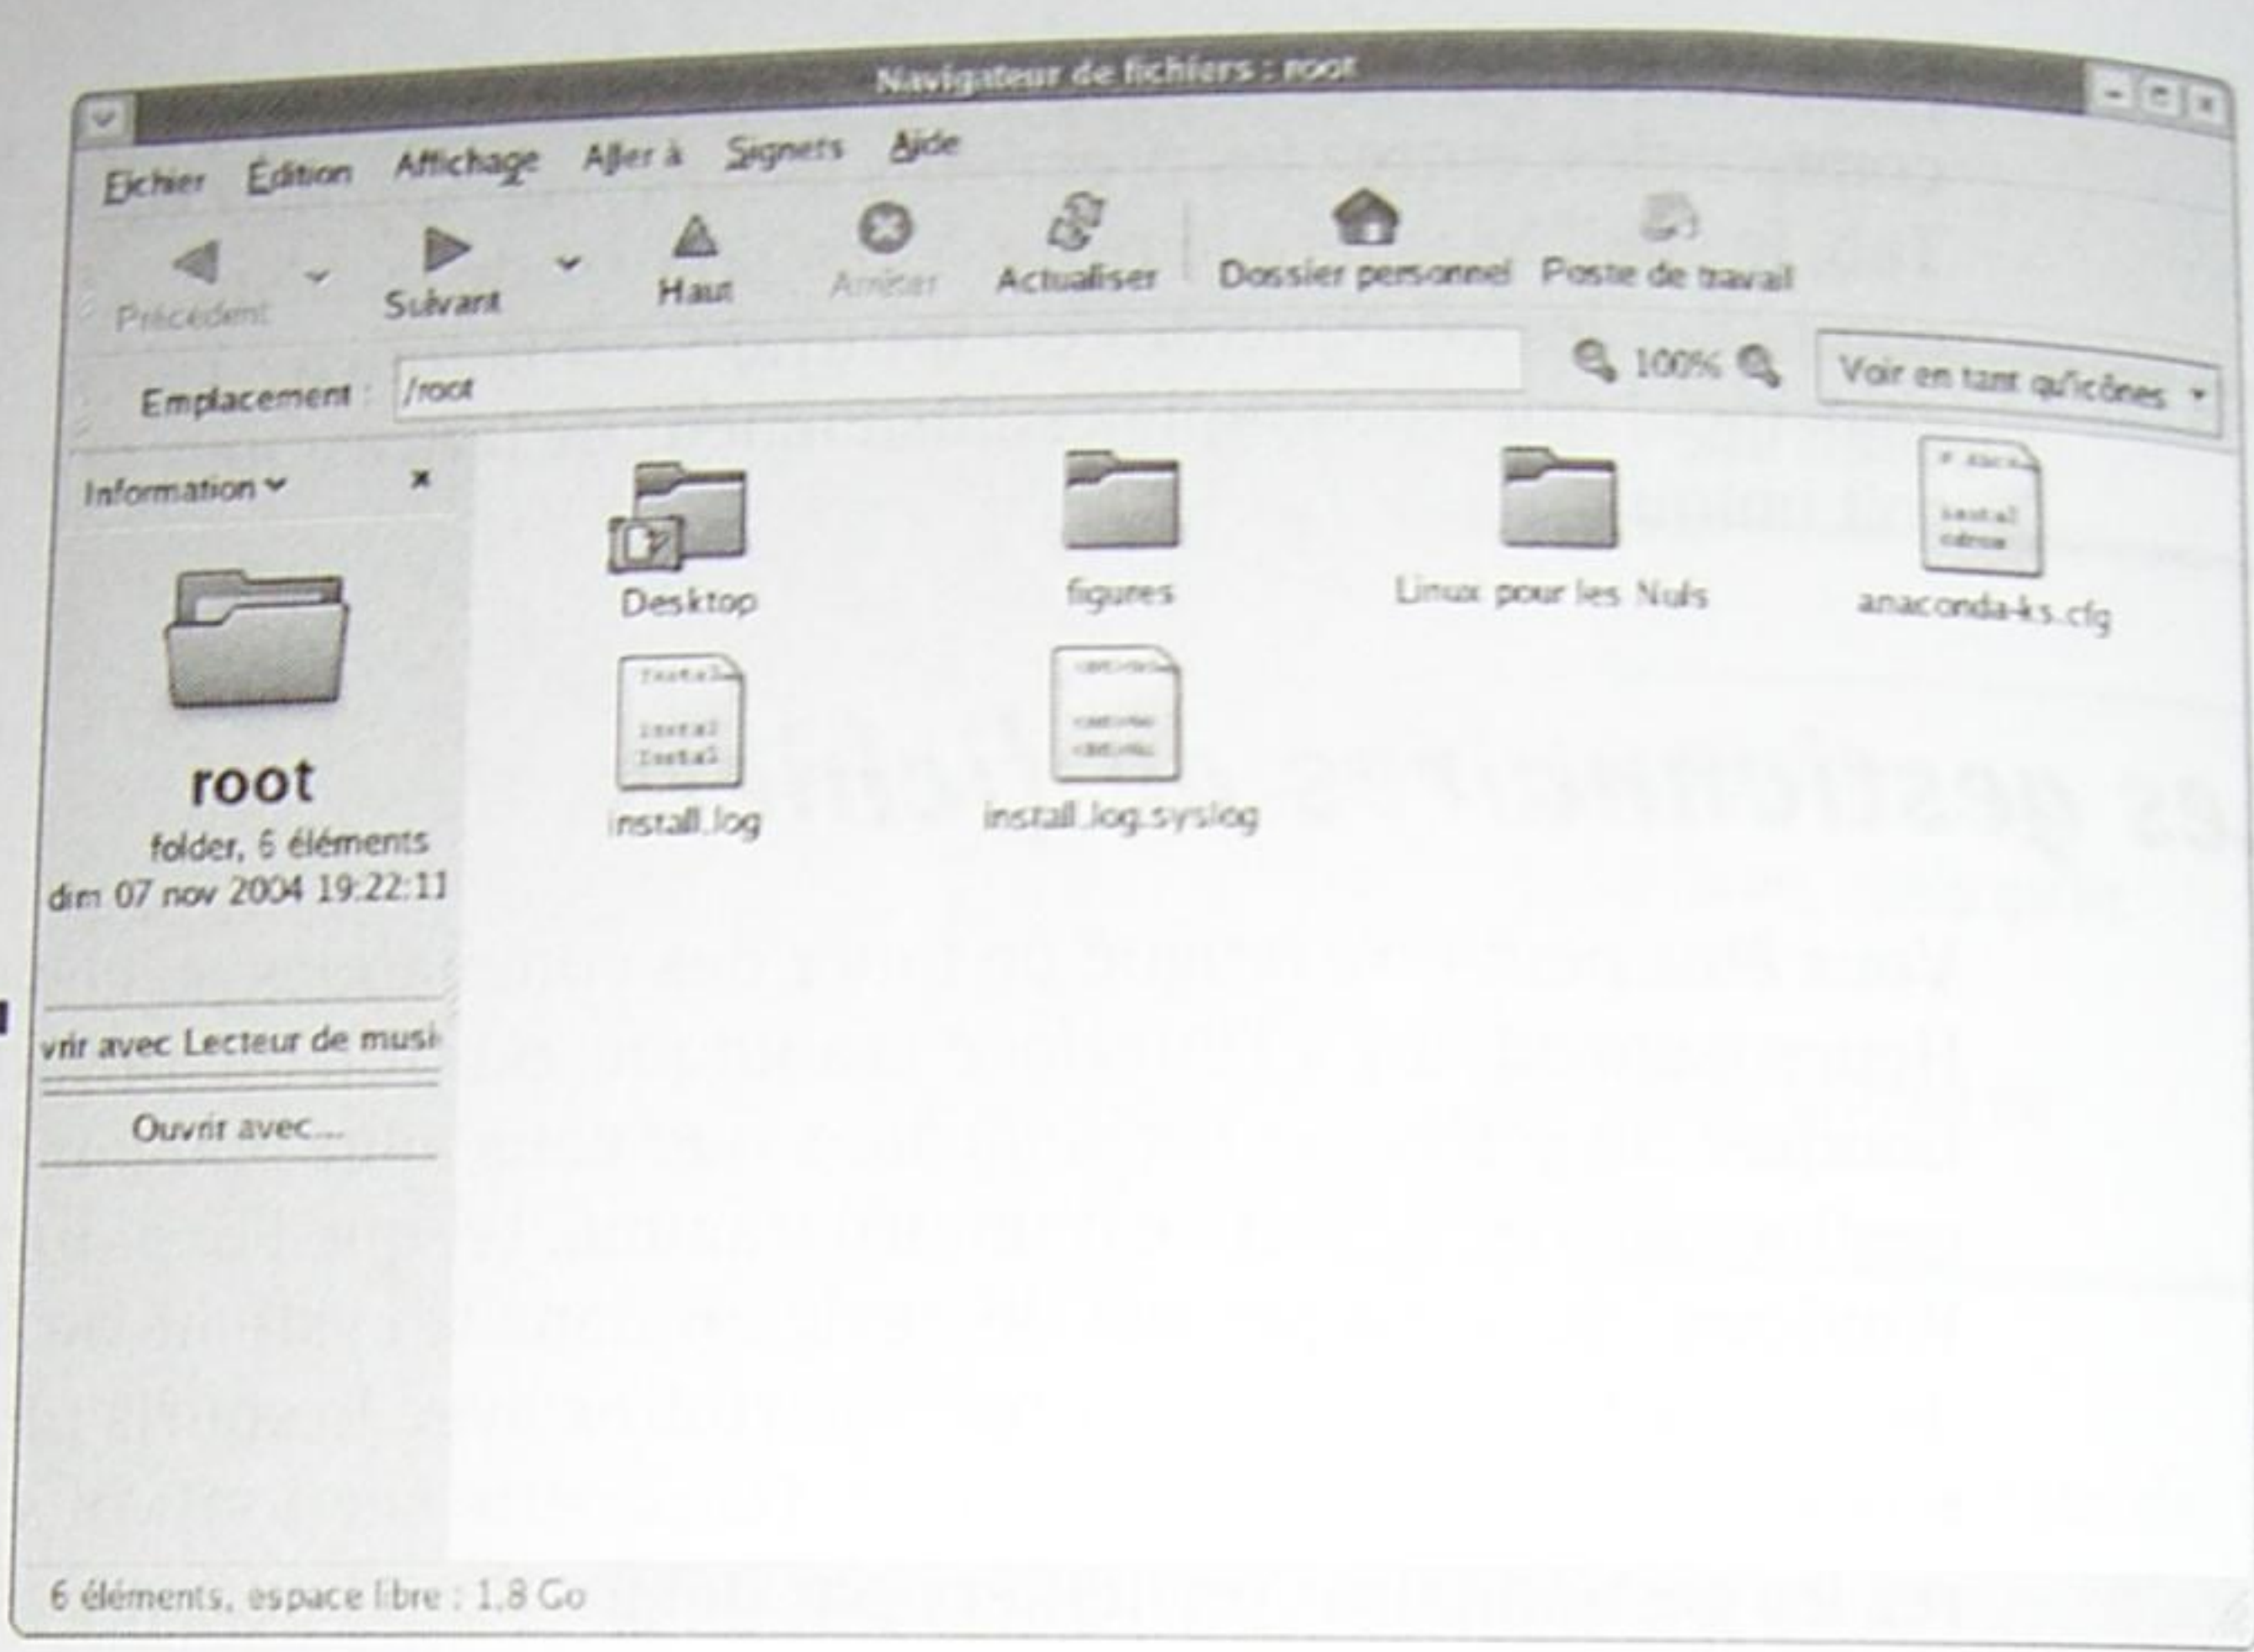 Navigateur de fichiers : root
Fichier Édition Affichage Aller à Signets Aide
Précédent Suivant Haut Arrêter Actualiser Dossier personnel Poste de travail
Emplacement : /root 100% Voir en tant qu'icônes
Information
Desktop figures Linux pour les Nuls anaconda-ks.cfg
install.log install.log.syslog
root
folder, 6 éléments
dim 07 nov 2004 19:22:11
vrir avec Lecteur de musi
Ouvrir avec...
6 éléments, espace libre : 1,8 Go